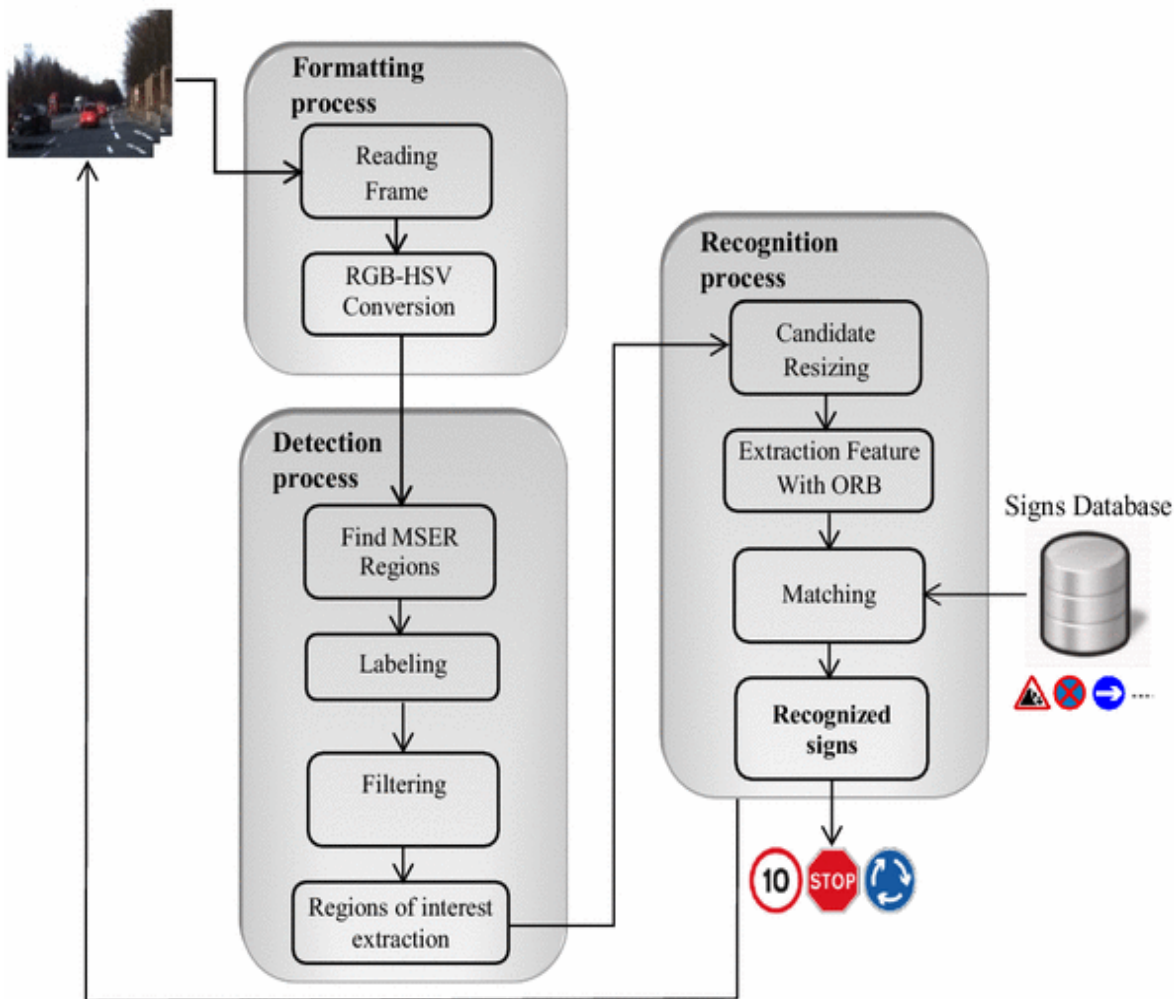 Formatting
process
Reading
Frame
RGB-HSV
Conversion
Detection
process
Find MSER
Regions
Labeling
Filtering
Regions of interest
extraction
Recognition
process
Candidate
Resizing
Extraction Feature
With ORB
Matching
Recognized
signs
Signs Database
10
STOP